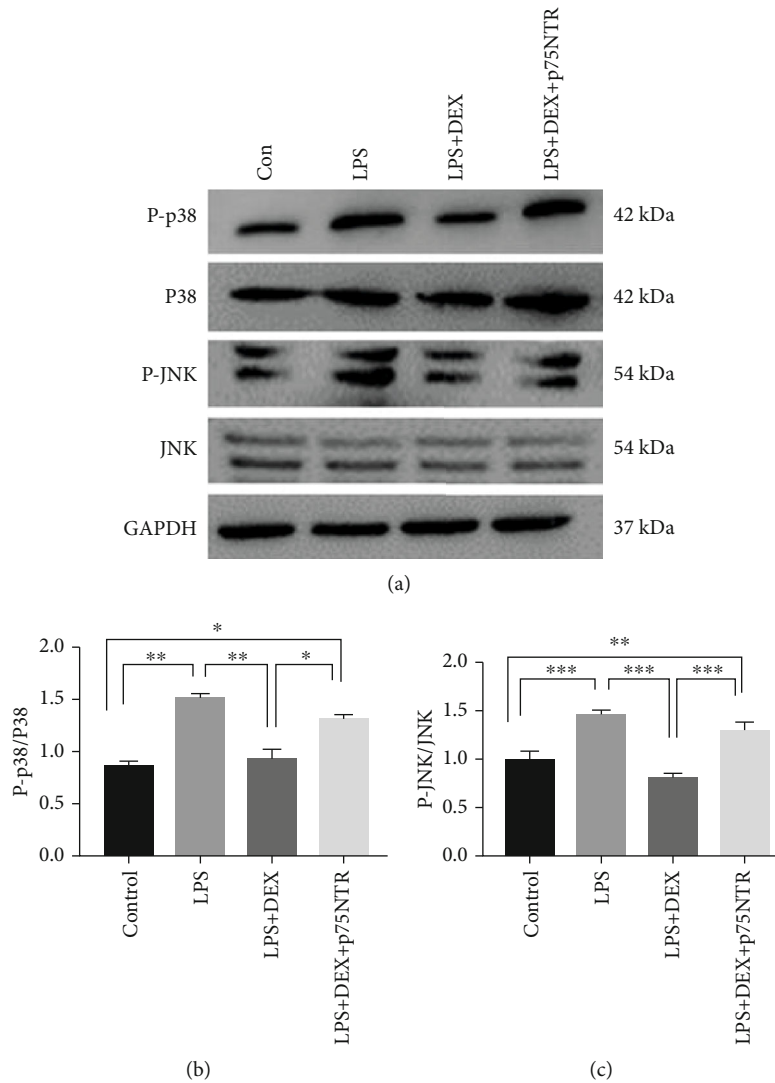 Con
LPS
LPS+DEX
LPS+DEX+p75NTR
P-p38
42 kDa
P38
42 kDa
P-JNK
54 kDa
JNK
54 kDa
GAPDH
37 kDa
(a)
P-p38/P38
2.0
1.5
1.0
0.5
0.0
*
** ** *
Control
LPS
LPS+DEX
LPS+DEX+p75NTR
(b)
P-JNK/JNK
2.0
1.5
1.0
0.5
0.0
**
*** *** ***
Control
LPS
LPS+DEX
LPS+DEX+p75NTR
(c)